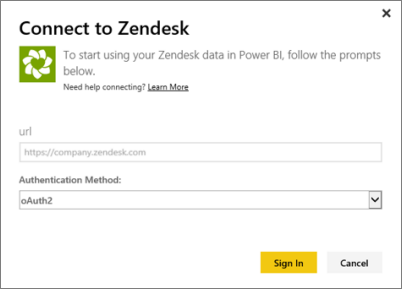 Connect to Zendesk
To start using your Zendesk data in Power BI, follow the prompts
below.
Need help connecting? Learn More
url
https://company.zendesk.com
Authentication Method:
oAuth2
Sign In Cancel